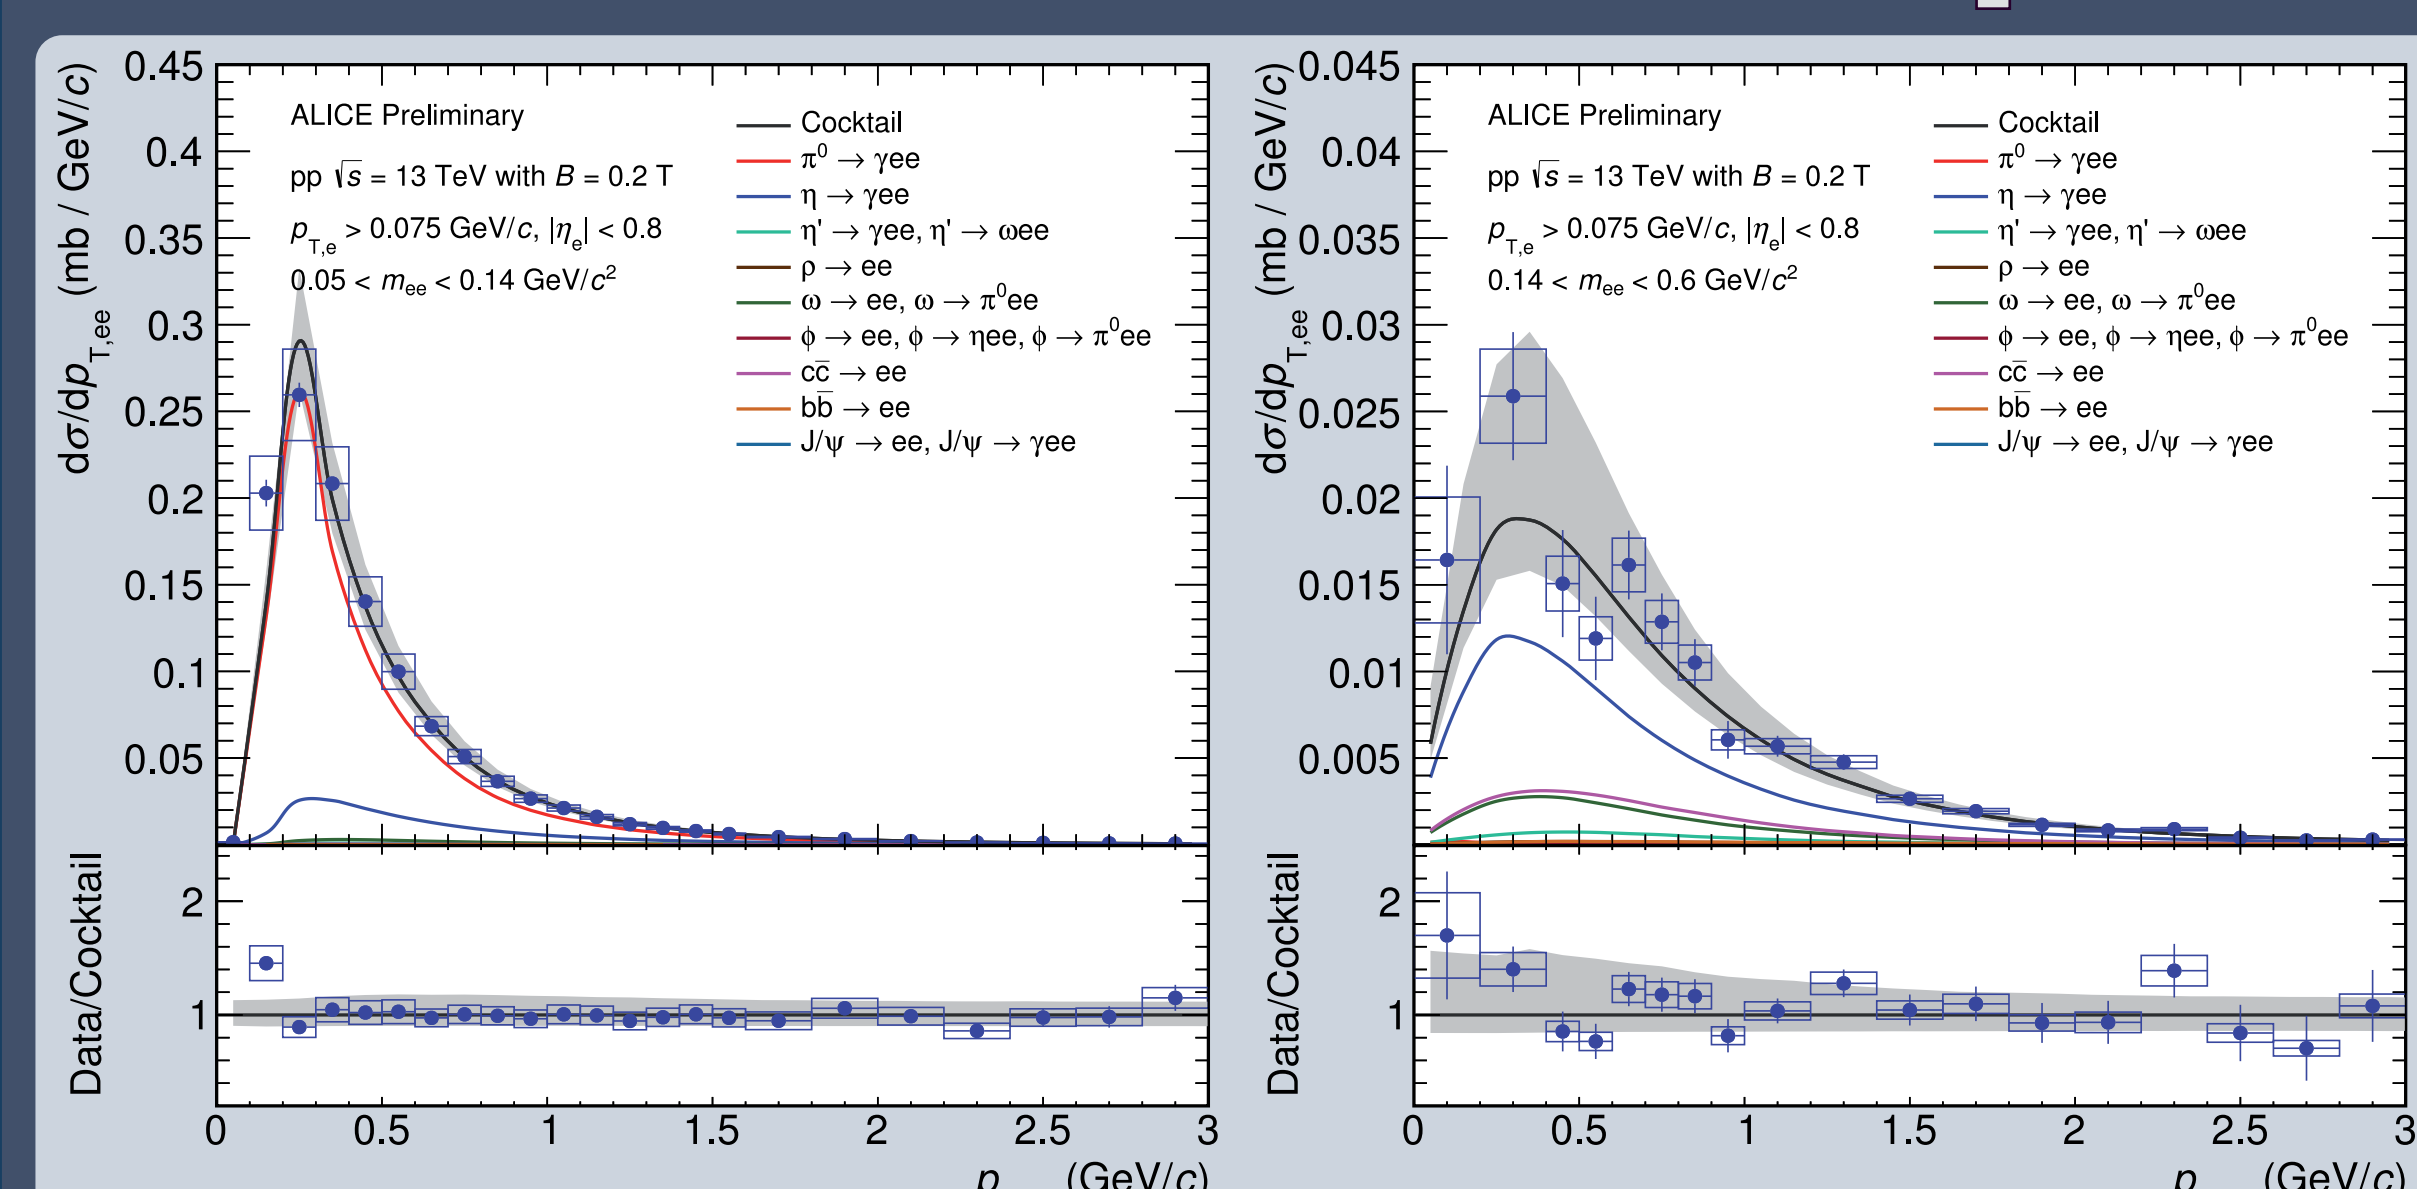 dσ/dp_T,ee (mb / GeV/c)
0.45
0.4
0.35
0.3
0.25
0.2
0.15
0.1
0.05
ALICE Preliminary
pp √s = 13 TeV with B = 0.2 T
p_T,e > 0.075 GeV/c, |η_e| < 0.8
0.05 < m_ee < 0.14 GeV/c²
Cocktail
π⁰ → γee
η → γee
η' → γee, η' → ωee
ρ → ee
ω → ee, ω → π⁰ee
ϕ → ee, ϕ → ηee, ϕ → π⁰ee
cc̅ → ee
bb̅ → ee
J/ψ → ee, J/ψ → γee
Data/Cocktail
2
1
0 0.5 1 1.5 2 2.5 3
p (GeV/c)
dσ/dp_T,ee (mb / GeV/c)
0.045
0.04
0.035
0.03
0.025
0.02
0.015
0.01
0.005
ALICE Preliminary
pp √s = 13 TeV with B = 0.2 T
p_T,e > 0.075 GeV/c, |η_e| < 0.8
0.14 < m_ee < 0.6 GeV/c²
Cocktail
π⁰ → γee
η → γee
η' → γee, η' → ωee
ρ → ee
ω → ee, ω → π⁰ee
ϕ → ee, ϕ → ηee, ϕ → π⁰ee
cc̅ → ee
bb̅ → ee
J/ψ → ee, J/ψ → γee
Data/Cocktail
2
1
0 0.5 1 1.5 2 2.5 3
p (GeV/c)